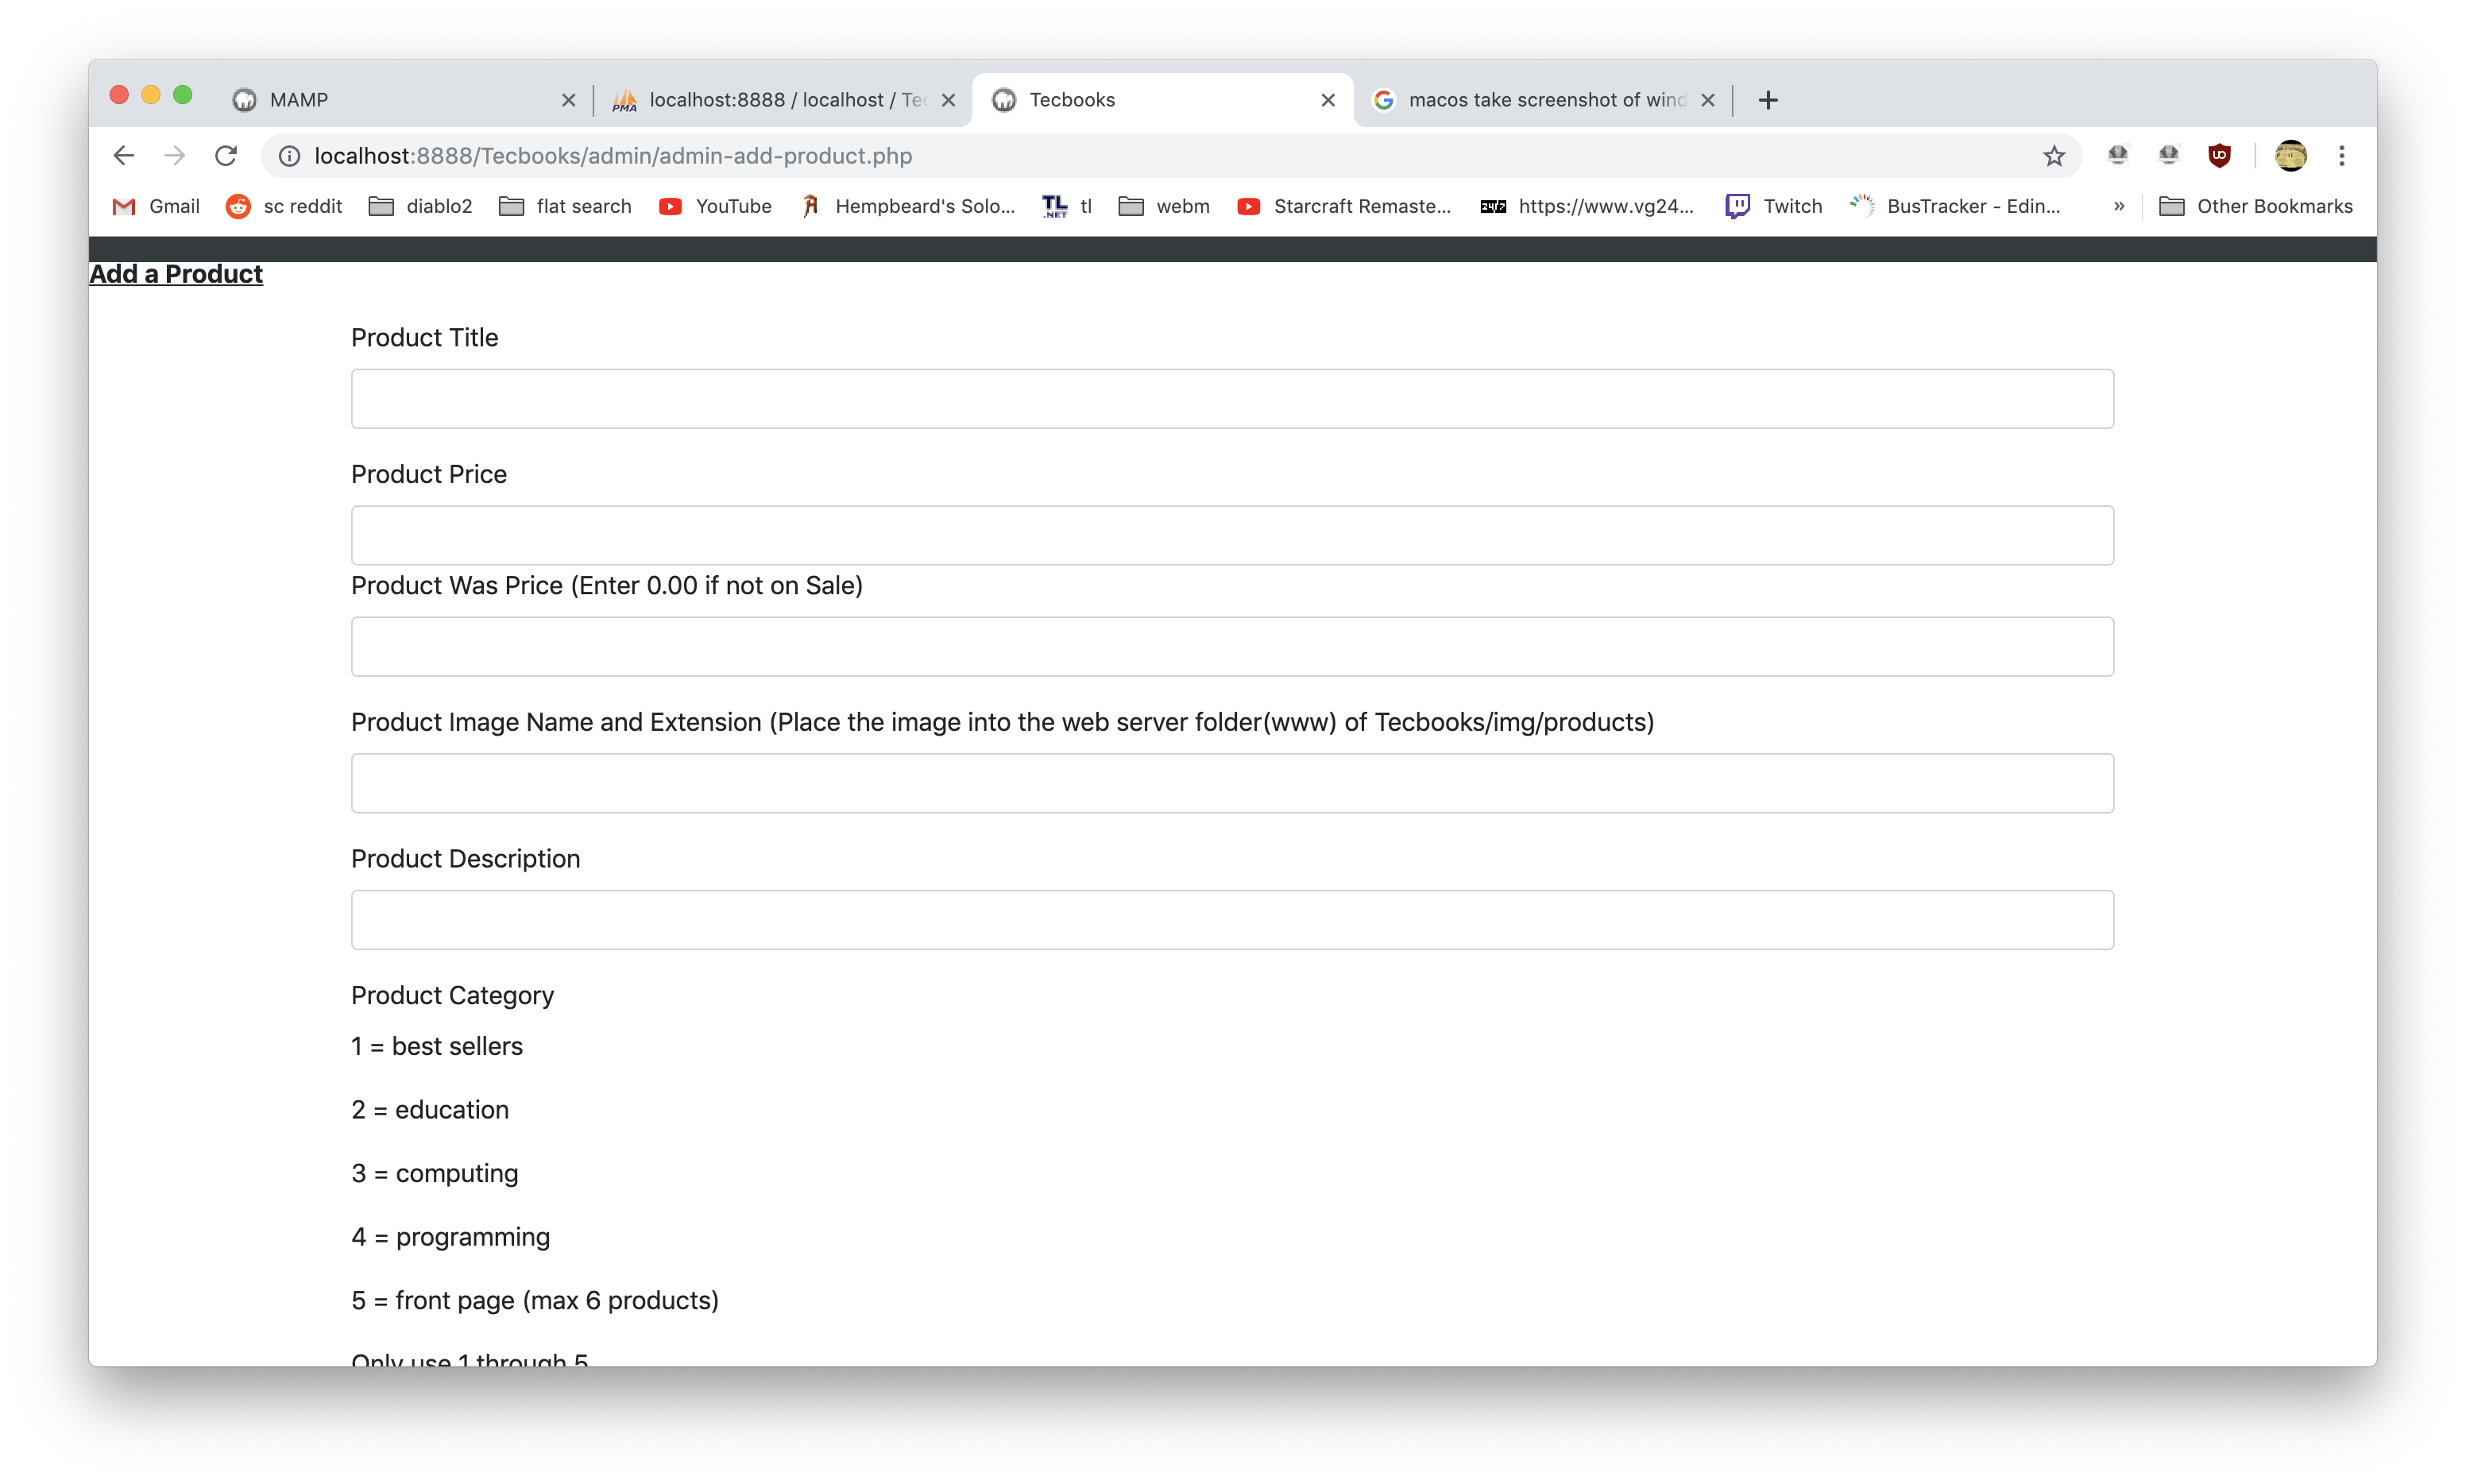 MAMP
localhost:8888 / localhost / Tec
Tecbooks
macos take screenshot of wind
localhost:8888/Tecbooks/admin/admin-add-product.php
Gmail
sc reddit
diablo2
flat search
YouTube
Hempbeard's Solo...
TL
.NET
tl
webm
Starcraft Remaste...
24/7
https://www.vg24...
Twitch
BusTracker - Edin...
»
Other Bookmarks
Add a Product
Product Title
Product Price
Product Was Price (Enter 0.00 if not on Sale)
Product Image Name and Extension (Place the image into the web server folder(www) of Tecbooks/img/products)
Product Description
Product Category
1 = best sellers
2 = education
3 = computing
4 = programming
5 = front page (max 6 products)
Only use 1 through 5